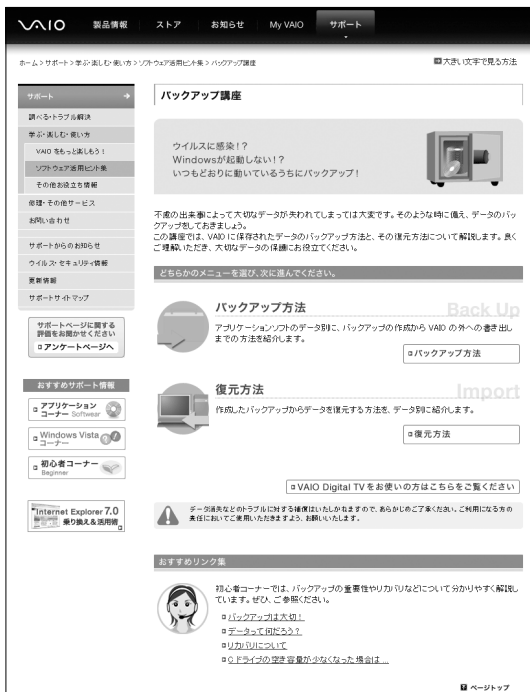 VAIO 製品情報 ストア お知らせ My VAIO サポート
ホーム > サポート > 学ぶ・楽しむ・使い方 > ソフトウェア活用ヒント集 > バックアップ講座
大きい文字で見る方法
サポート
調べる・トラブル解決
学ぶ・楽しむ・使い方
VAIO をもっと楽しもう!
ソフトウェア活用ヒント集
その他お役立ち情報
修理・その他サービス
お問い合わせ
サポートからのお知らせ
ウイルス・セキュリティ情報
更新情報
サポートサイトマップ
サポートページに関する
評価をお聞かせください
アンケートページへ
おすすめサポート情報
アプリケーション
コーナー Softwear
Windows Vista
コーナー
初心者コーナー
Beginner
Internet Explorer 7.0
乗り換え&活用術
バックアップ講座
ウイルスに感染!?
Windowsが起動しない!?
いつもどおりに動いているうちにバックアップ!
不慮の出来事によって大切なデータが失われてしまっては大変です。そのような時に備え、データのバッ
クアップをしておきましょう。
この講座では、VAIO に保存されたデータのバックアップ方法と、その復元方法について解説します。良く
ご理解いただき、大切なデータの保護にお役立てください。
どちらかのメニューを選び、次に進んでください。
バックアップ方法
Back Up
アプリケーションソフトのデータ別に、バックアップの作成から VAIO の外への書き出し
までの方法を紹介します。
バックアップ方法
復元方法
Import
作成したバックアップからデータを復元する方法を、データ別に紹介します。
復元方法
VAIO Digital TV をお使いの方はこちらをご覧ください
データ消失などのトラブルに対する補償はいたしかねますので、あらかじめご了承ください。ご利用になる方の
責任においてご使用いただきますよう、お願いいたします。
おすすめリンク集
初心者コーナーでは、バックアップの重要性やリカバリなどについて分かりやすく解説し
ています。ぜひ、ご参照ください。
バックアップは大切!
データって何だろう?
リカバリについて
C ドライブの空き容量が少なくなった場合は ...
ページトップ